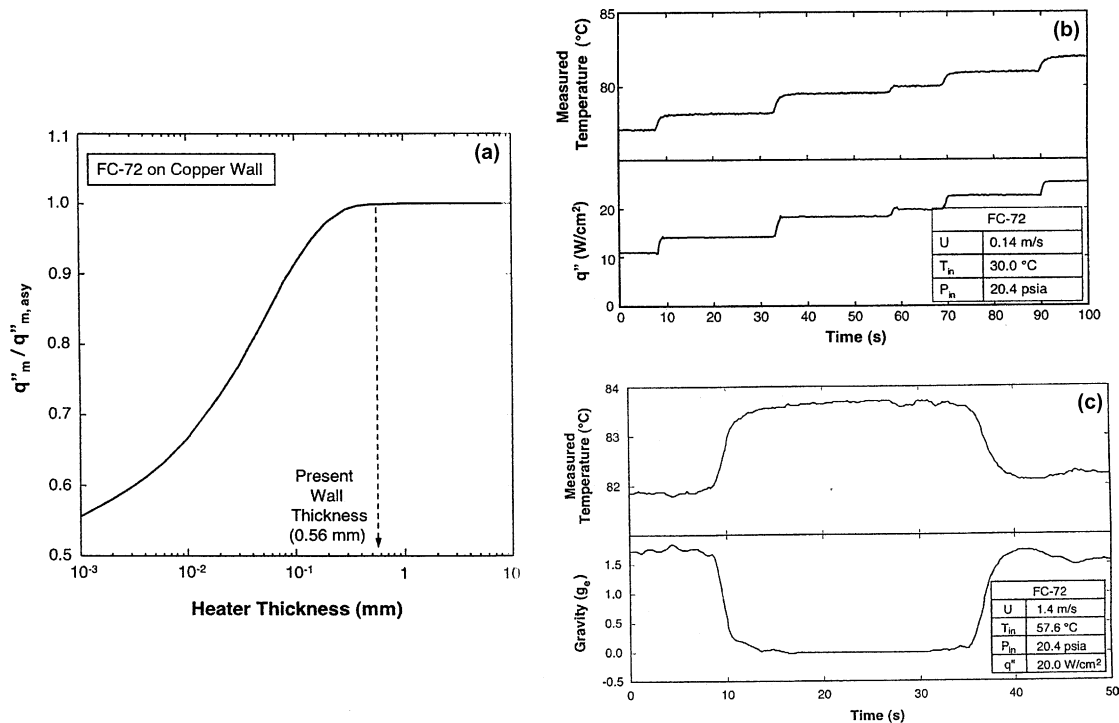 (a)
FC-72 on Copper Wall
1.1
1.0
0.9
0.8
0.7
0.6
0.5
q"m / q"m, asy
Present
Wall
Thickness
(0.56 mm)
10-3
10-2
10-1
1
10
Heater Thickness (mm)
(b)
85
80
Measured
Temperature (°C)
20
10
0
q" (W/cm2)
FC-72
U 0.14 m/s
Tin 30.0 °C
Pin 20.4 psia
0 10 20 30 40 50 60 70 80 90 100
Time (s)
(c)
84
83
82
Measured
Temperature (°C)
1.5
1.0
0.5
0.0
-0.5
Gravity (ge)
FC-72
U 1.4 m/s
Tin 57.6 °C
Pin 20.4 psia
q" 20.0 W/cm2
0 10 20 30 40 50
Time (s)